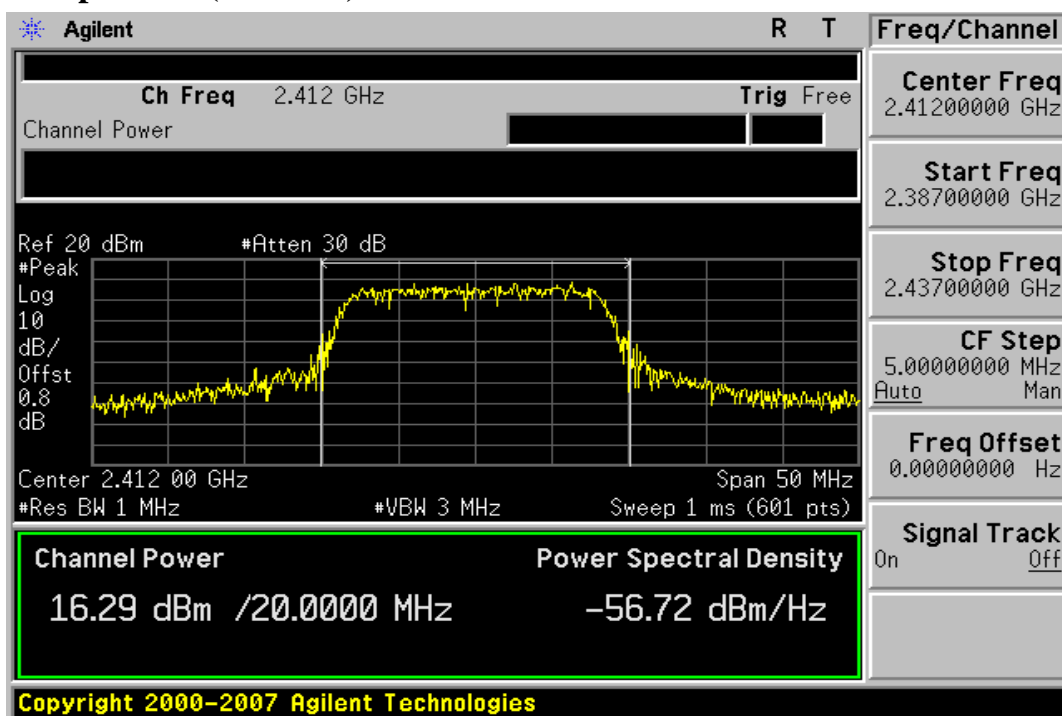 Agilent
R T
Freq/Channel
Ch Freq 2.412 GHz
Trig Free
Channel Power
Center Freq
2.41200000 GHz
Start Freq
2.38700000 GHz
Stop Freq
2.43700000 GHz
CF Step
5.00000000 MHz
Auto Man
Freq Offset
0.00000000 Hz
Signal Track
On Off
Ref 20 dBm #Atten 30 dB
#Peak
Log
10
dB/
Offst
0.8
dB
Center 2.412 00 GHz Span 50 MHz
#Res BW 1 MHz #VBW 3 MHz Sweep 1 ms (601 pts)
Channel Power Power Spectral Density
16.29 dBm /20.0000 MHz -56.72 dBm/Hz
Copyright 2000-2007 Agilent Technologies